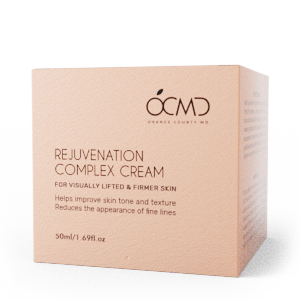 OCMD
ORANGE COUNTY MD
REJUVENATION
COMPLEX CREAM
FOR VISUALLY LIFTED & FIRMER SKIN
Helps improve skin tone and texture
Reduces the appearance of fine lines
50ml/1.69fl.oz